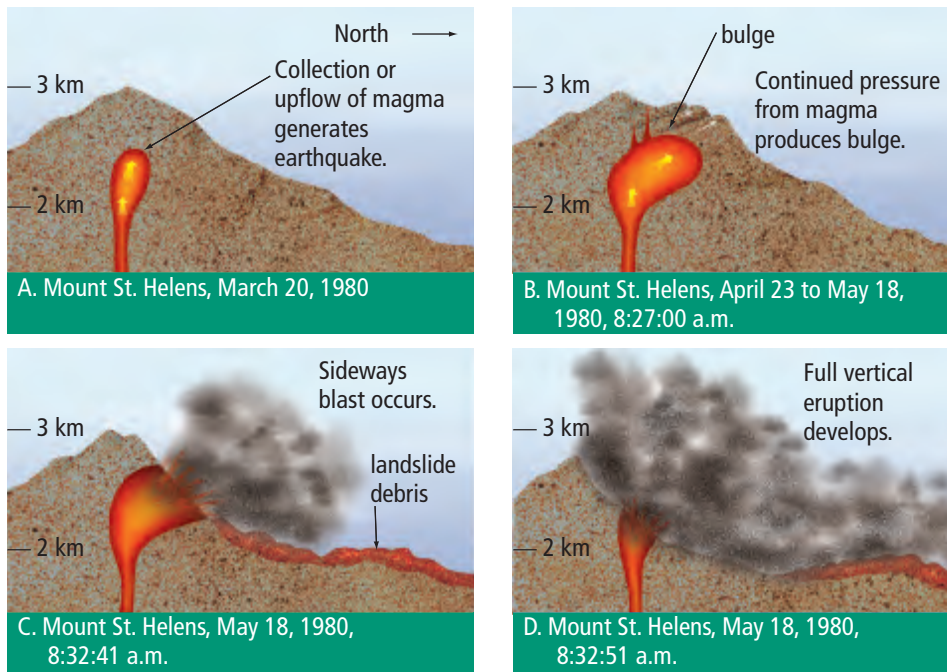 North
Collection or
upflow of magma
generates
earthquake.
3 km
2 km
A. Mount St. Helens, March 20, 1980
bulge
Continued pressure
from magma
produces bulge.
3 km
2 km
B. Mount St. Helens, April 23 to May 18,
1980, 8:27:00 a.m.
Sideways
blast occurs.
3 km
landslide
debris
2 km
C. Mount St. Helens, May 18, 1980,
8:32:41 a.m.
Full vertical
eruption
develops.
3 km
2 km
D. Mount St. Helens, May 18, 1980,
8:32:51 a.m.